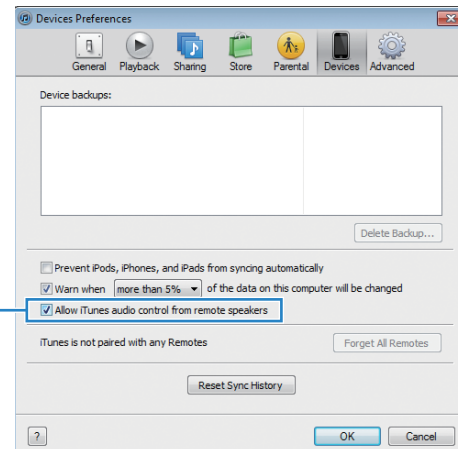 Devices Preferences
General Playback Sharing Store Parental Devices Advanced
Device backups:
Delete Backup...
Prevent iPods, iPhones, and iPads from syncing automatically
Warn when more than 5% of the data on this computer will be changed
Allow iTunes audio control from remote speakers
iTunes is not paired with any Remotes Forget All Remotes
Reset Sync History
? OK Cancel